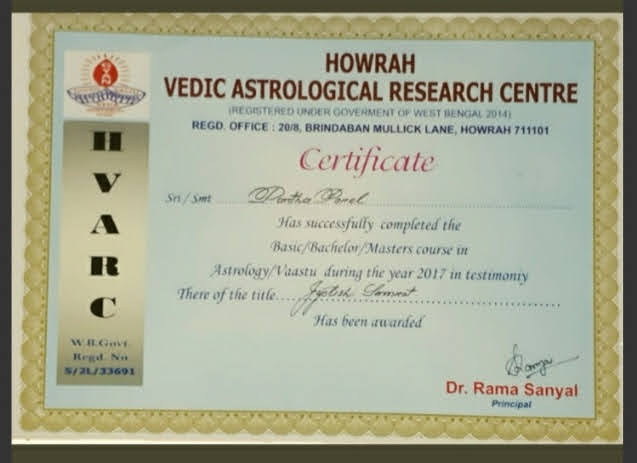 HOWRAH
VEDIC ASTROLOGICAL RESEARCH CENTRE
(REGISTERED UNDER GOVERMENT OF WEST BENGAL 2014)
REGD. OFFICE : 20/8, BRINDABAN MULLICK LANE, HOWRAH 711101
Certificate
Sri / Smt Partha
Has successfully completed the
Basic/Bachelor/Masters course in
Astrology/Vaastu during the year 2017 in testimoniy
There of the title....Jyotish Samrat
Has been awarded
H
V
A
R
C
W.B.Govt.
Regd. No
S/2L/33691
Dr. Rama Sanyal
Principal